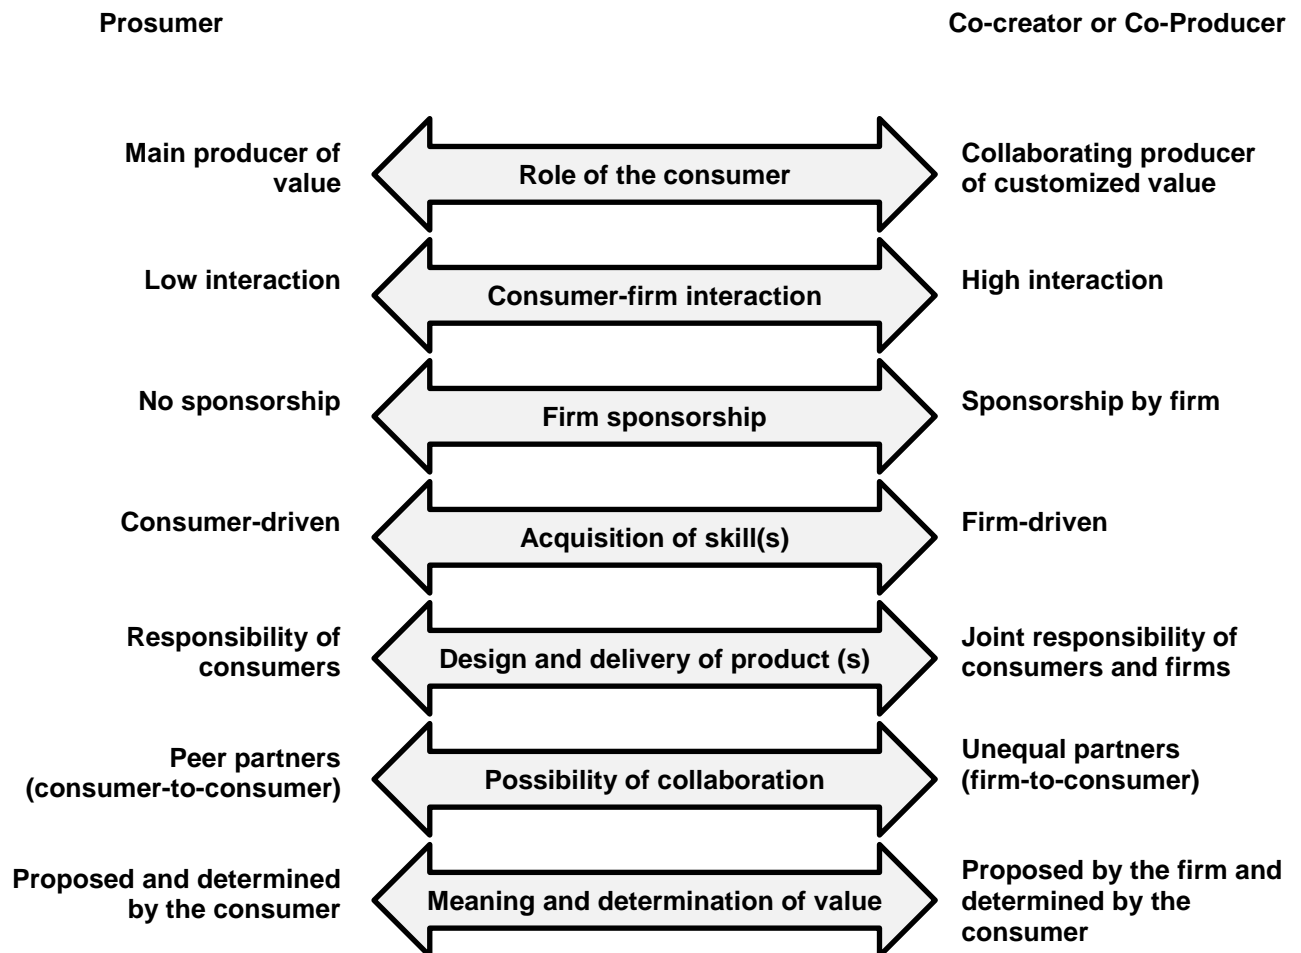 Prosumer
Co-creator or Co-Producer
Main producer of
value
Role of the consumer
Collaborating producer
of customized value
Low interaction
Consumer-firm interaction
High interaction
No sponsorship
Firm sponsorship
Sponsorship by firm
Consumer-driven
Acquisition of skill(s)
Firm-driven
Responsibility of
consumers
Design and delivery of product (s)
Joint responsibility of
consumers and firms
Peer partners
(consumer-to-consumer)
Possibility of collaboration
Unequal partners
(firm-to-consumer)
Proposed and determined
by the consumer
Meaning and determination of value
Proposed by the firm and
determined by the
consumer